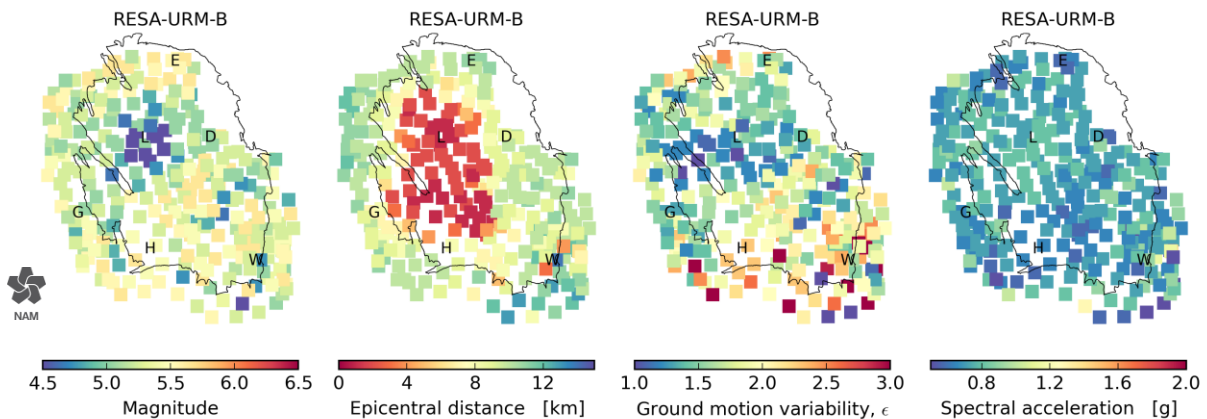 RESA-URM-B RESA-URM-B RESA-URM-B RESA-URM-B
E E E E
L D L D L D L D
G G G G
H H H H
W W W W
NAM
4.5 5.0 5.5 6.0 6.5 0 4 8 12 1.0 1.5 2.0 2.5 3.0 0.8 1.2 1.6 2.0
Magnitude Epicentral distance [km] Ground motion variability, ϵ Spectral acceleration [g]